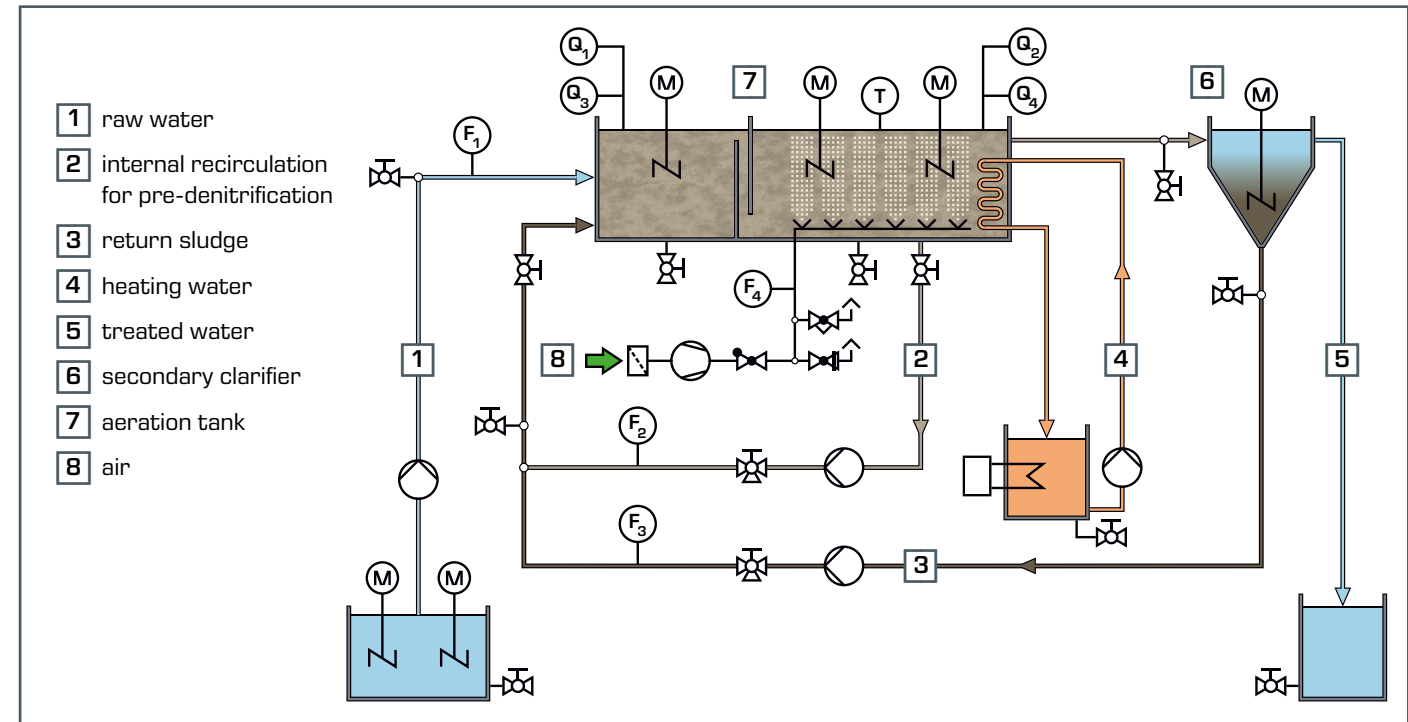 1 raw water
2 internal recirculation
for pre-denitrification
3 return sludge
4 heating water
5 treated water
6 secondary clarifier
7 aeration tank
8 air
Q₁
Q₃
M
7
M
T
M
Q₂
Q₄
6
M
F₁
F₄
1
8
2
4
5
F₂
F₃
3
M
M